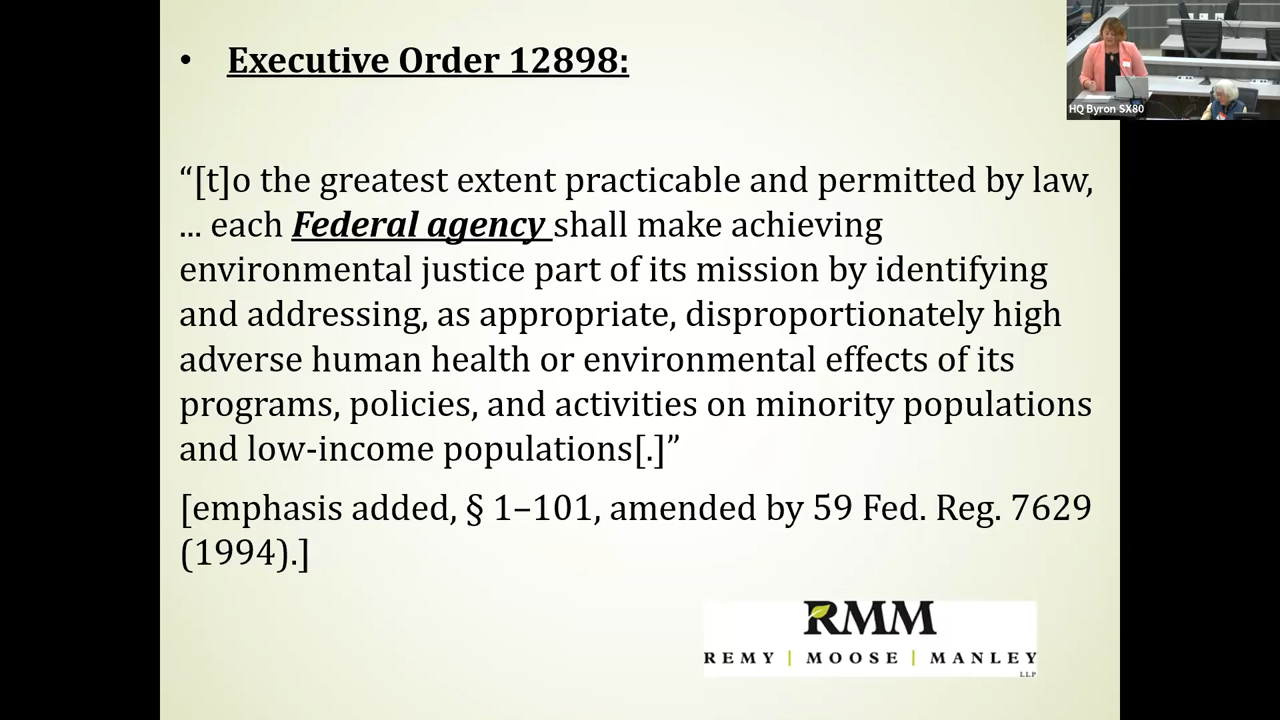 • Executive Order 12898:
“[t]o the greatest extent practicable and permitted by law,
... each Federal agency shall make achieving
environmental justice part of its mission by identifying
and addressing, as appropriate, disproportionately high
adverse human health or environmental effects of its
programs, policies, and activities on minority populations
and low-income populations[.]”
[emphasis added, § 1–101, amended by 59 Fed. Reg. 7629
(1994).]
RMM
REMY | MOOSE | MANLEY
LLP
HQ Byron SX80